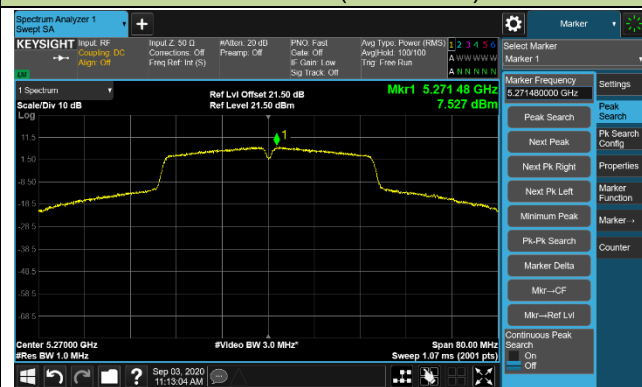 Spectrum Analyzer 1
Swept SA
+
Marker
KEYSIGHT
Input: RF
Coupling: DC
Align: Off
Input Z: 50 Ω
Corrections: Off
Freq Ref: Int (S)
#Atten: 20 dB
Preamp: Off
PNO: Fast
Gate: Off
IF Gain: Low
Sig Track: Off
Avg Type: Power (RMS)
Avg|Hold: 100/100
Trig: Free Run
1 2 3 4 5 6
A W W W W W
A N N N N N
LXI
Select Marker
Marker 1
1 Spectrum
Scale/Div 10 dB
Log
Ref Lvl Offset 21.50 dB
Ref Level 21.50 dBm
Mkr1 5.271 48 GHz
7.527 dBm
11.5
1.50
-8.50
-18.5
-28.5
-38.5
-48.5
-58.5
-68.5
1
Center 5.27000 GHz
#Res BW 1.0 MHz
#Video BW 3.0 MHz*
Span 80.00 MHz
Sweep 1.07 ms (2001 pts)
Marker Frequency
5.271480000 GHz
Peak Search
Next Peak
Next Pk Right
Next Pk Left
Minimum Peak
Pk-Pk Search
Marker Delta
Mkr→CF
Mkr→Ref Lvl
Continuous Peak
Search
On
Off
Settings
Peak
Search
Pk Search
Config
Properties
Marker
Function
Marker→
Counter
?
Sep 03, 2020
11:13:04 AM